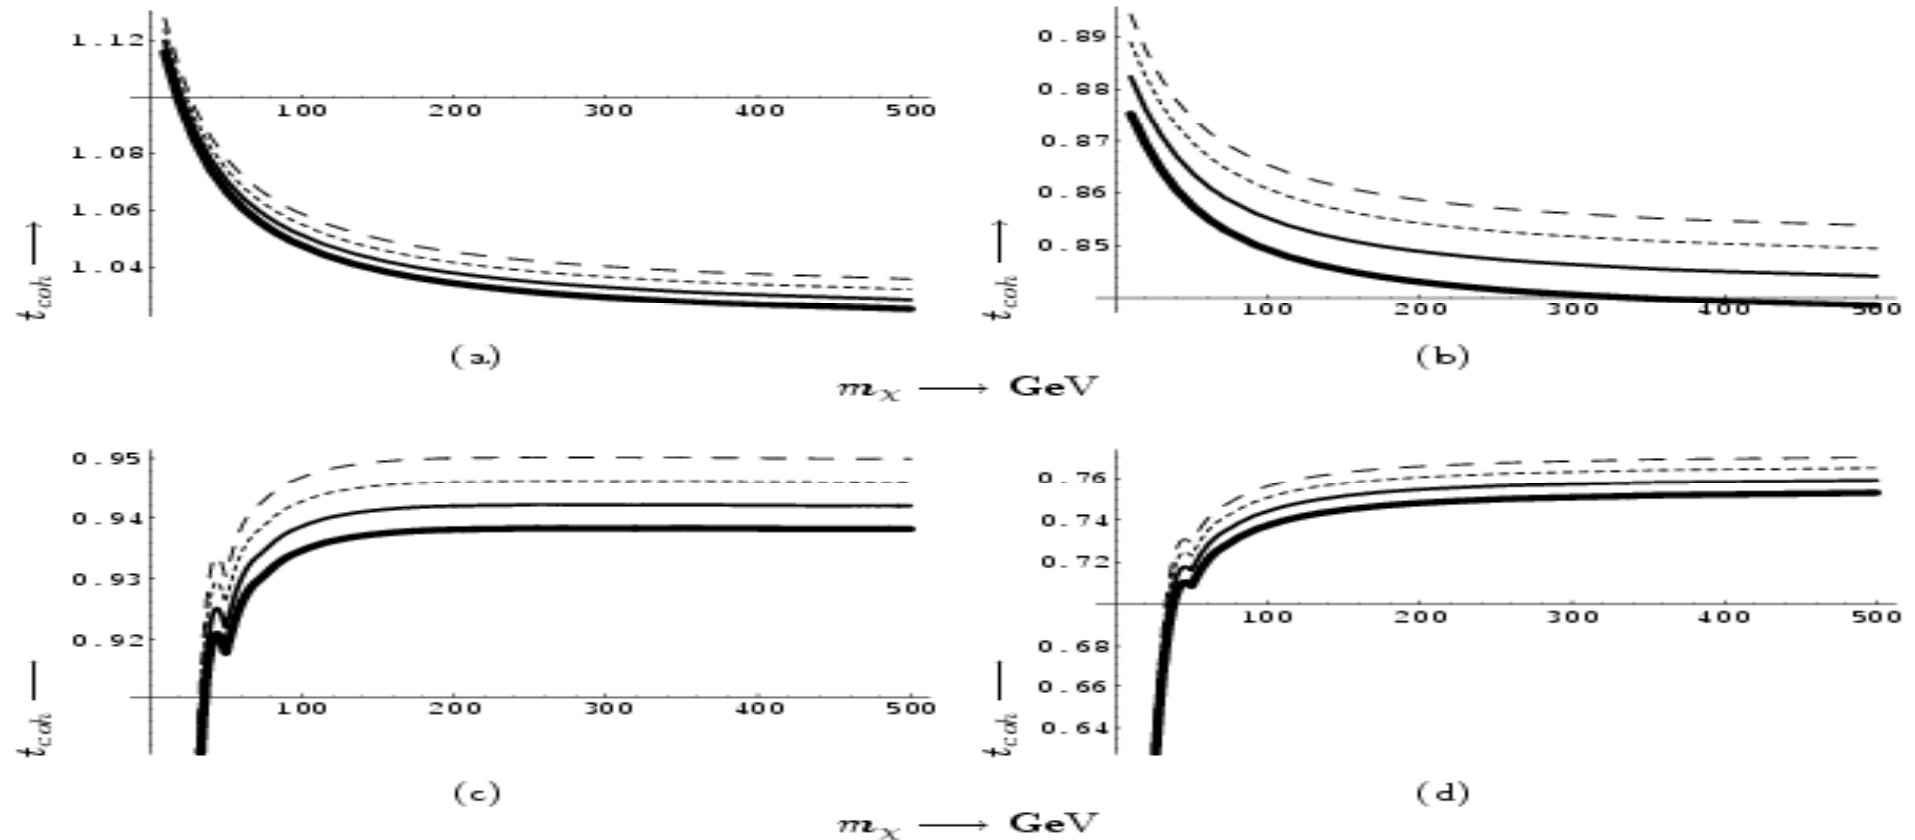 1.12
100 200 300 400 500
1.08
1.06
1.04
t_coh ⟶
(a)
0.89
0.88
0.87
0.86
0.85
100 200 300 400 500
t_coh ⟶
(b)
m_χ ⟶ GeV
0.95
0.94
0.93
0.92
100 200 300 400 500
t_coh —
(c)
0.76
0.74
0.72
100 200 300 400 500
0.68
0.66
0.64
t_coh —
(d)
m_χ ⟶ GeV